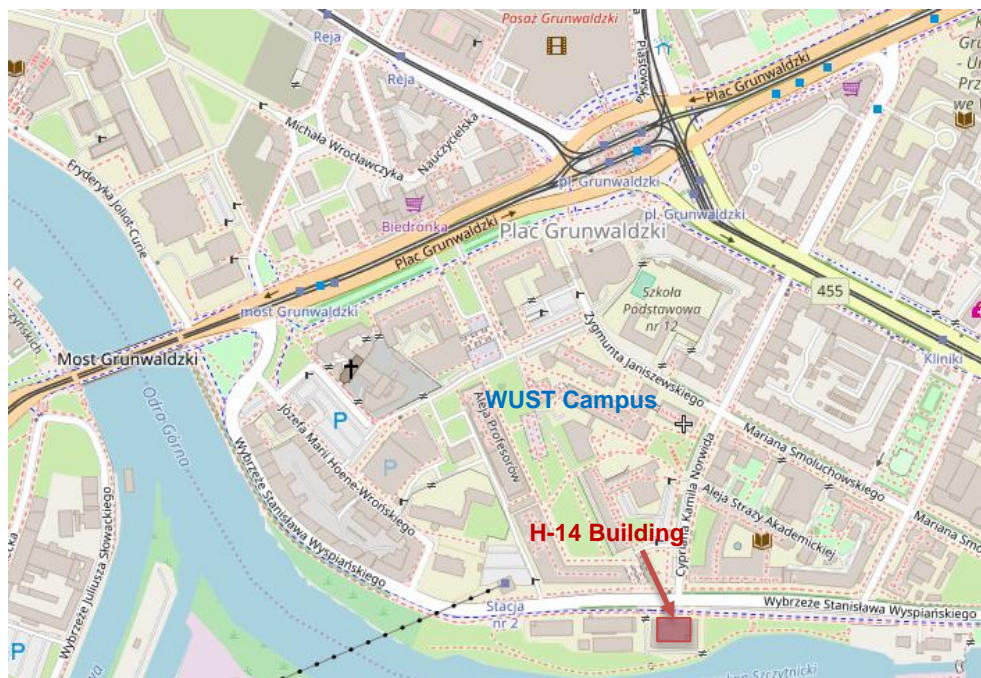 Pasaż Grunwaldzki
Reja
Reja
Piastowska
Plac Grunwaldzki
Michała Wrocławczyka
Nauczycielska
Fryderyka Joliot-Curie
pl. Grunwaldzki
Biedronka
pl. Grunwaldzki
Plac Grunwaldzki
Plac Grunwaldzki
455
Szkoła
Podstawowa
nr 12
most Grunwaldzki
Zygmunta Janiszewskiego
Most Grunwaldzki
Kliniki
P
WUST Campus
Aleja Profesorów
Odra Górna
Józefa Marii Hoene-Wrońskiego
Mariana Smoluchowskiego
Cypriana Kamila Norwida
P
Wybrzeże Stanisława Wyspiańskiego
Aleja Straży Akademickiej
Mariana Smo
H-14 Building
Wybrzeże Juliusza Słowackiego
Stacja
nr 2
Wybrzeże Stanisława Wyspiańskiego
P
Szczytnicki